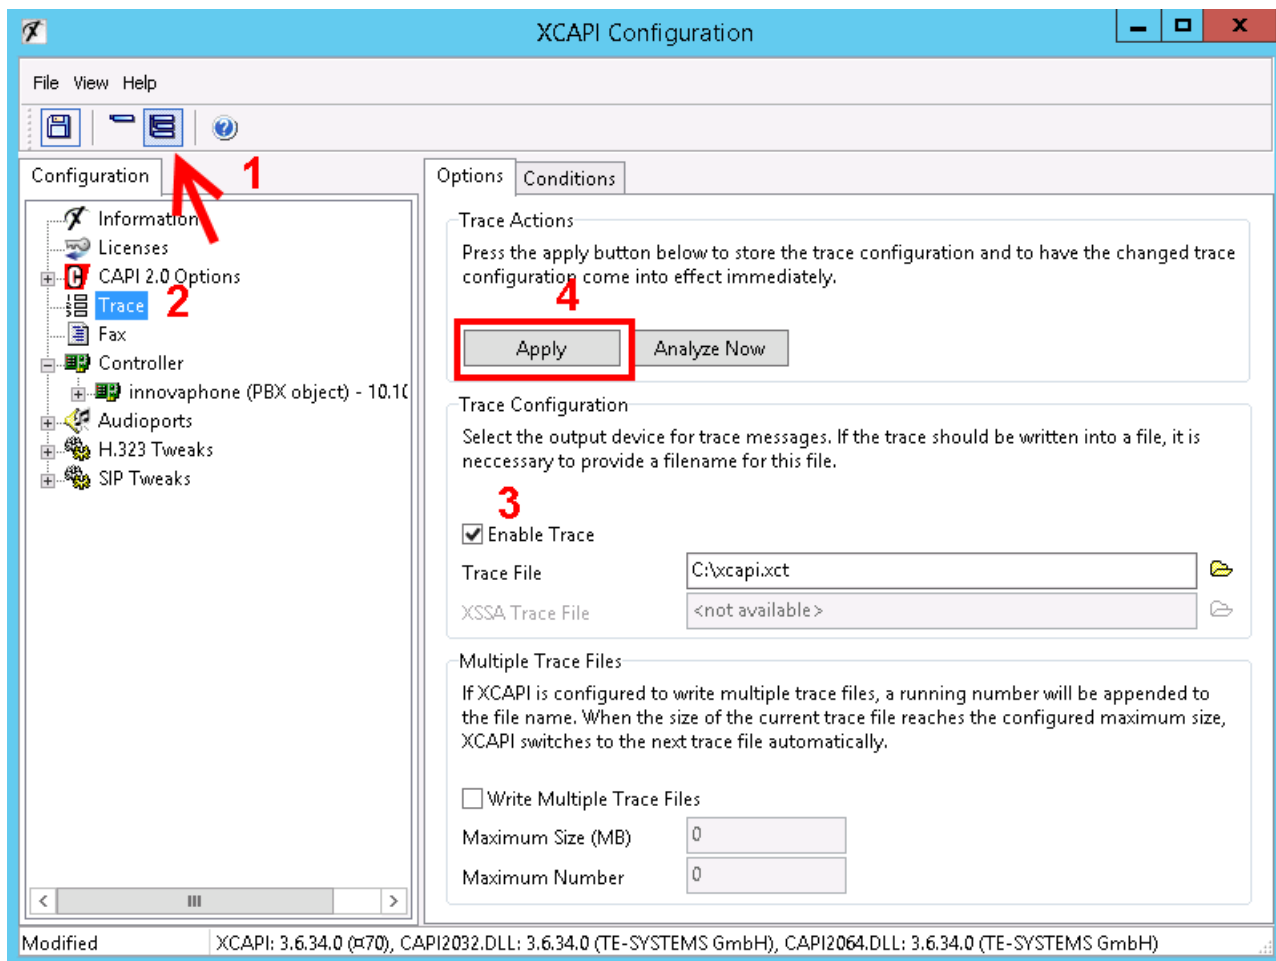 XCAPI Configuration
File View Help
1
Configuration
Options Conditions
Information
Licenses
CAPI 2.0 Options
Trace 2
Fax
Controller
innovaphone (PBX object) - 10.10
Audioports
H.323 Tweaks
SIP Tweaks
Trace Actions
Press the apply button below to store the trace configuration and to have the changed trace
configuration come into effect immediately.
4
Apply Analyze Now
Trace Configuration
Select the output device for trace messages. If the trace should be written into a file, it is
neccessary to provide a filename for this file.
3
Enable Trace
Trace File C:\xcapi.xct
XSSA Trace File <not available>
Multiple Trace Files
If XCAPI is configured to write multiple trace files, a running number will be appended to
the file name. When the size of the current trace file reaches the configured maximum size,
XCAPI switches to the next trace file automatically.
Write Multiple Trace Files
Maximum Size (MB) 0
Maximum Number 0
Modified XCAPI: 3.6.34.0 (¤70), CAPI2032.DLL: 3.6.34.0 (TE-SYSTEMS GmbH), CAPI2064.DLL: 3.6.34.0 (TE-SYSTEMS GmbH)